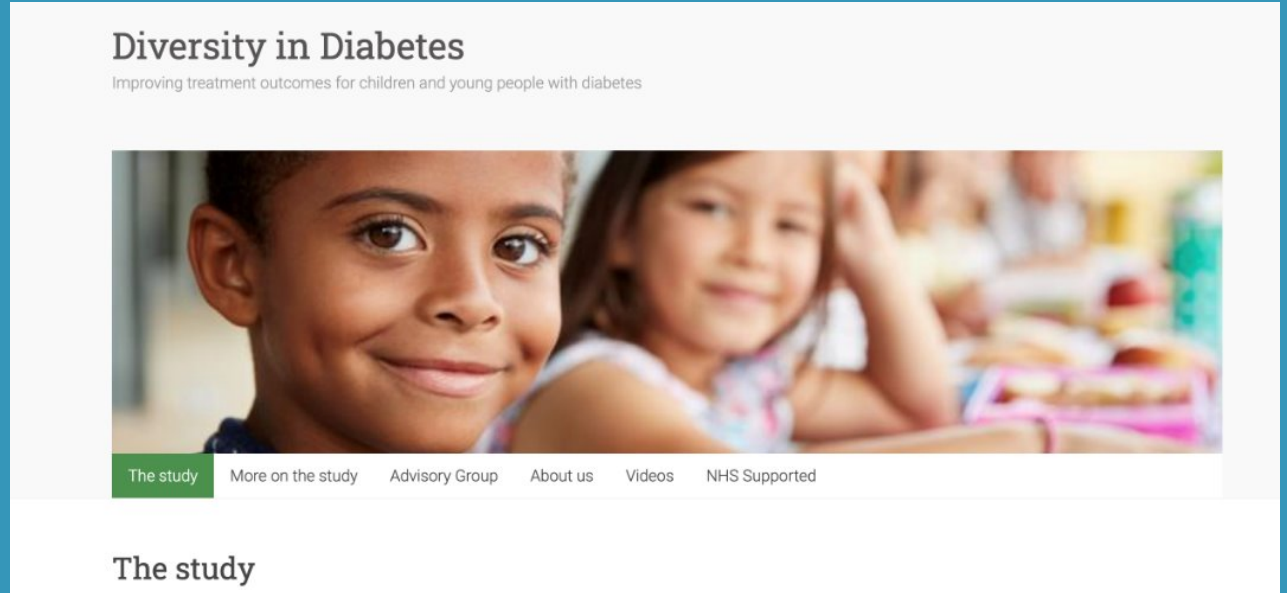 Diversity in Diabetes
Improving treatment outcomes for children and young people with diabetes
The study More on the study Advisory Group About us Videos NHS Supported
The study